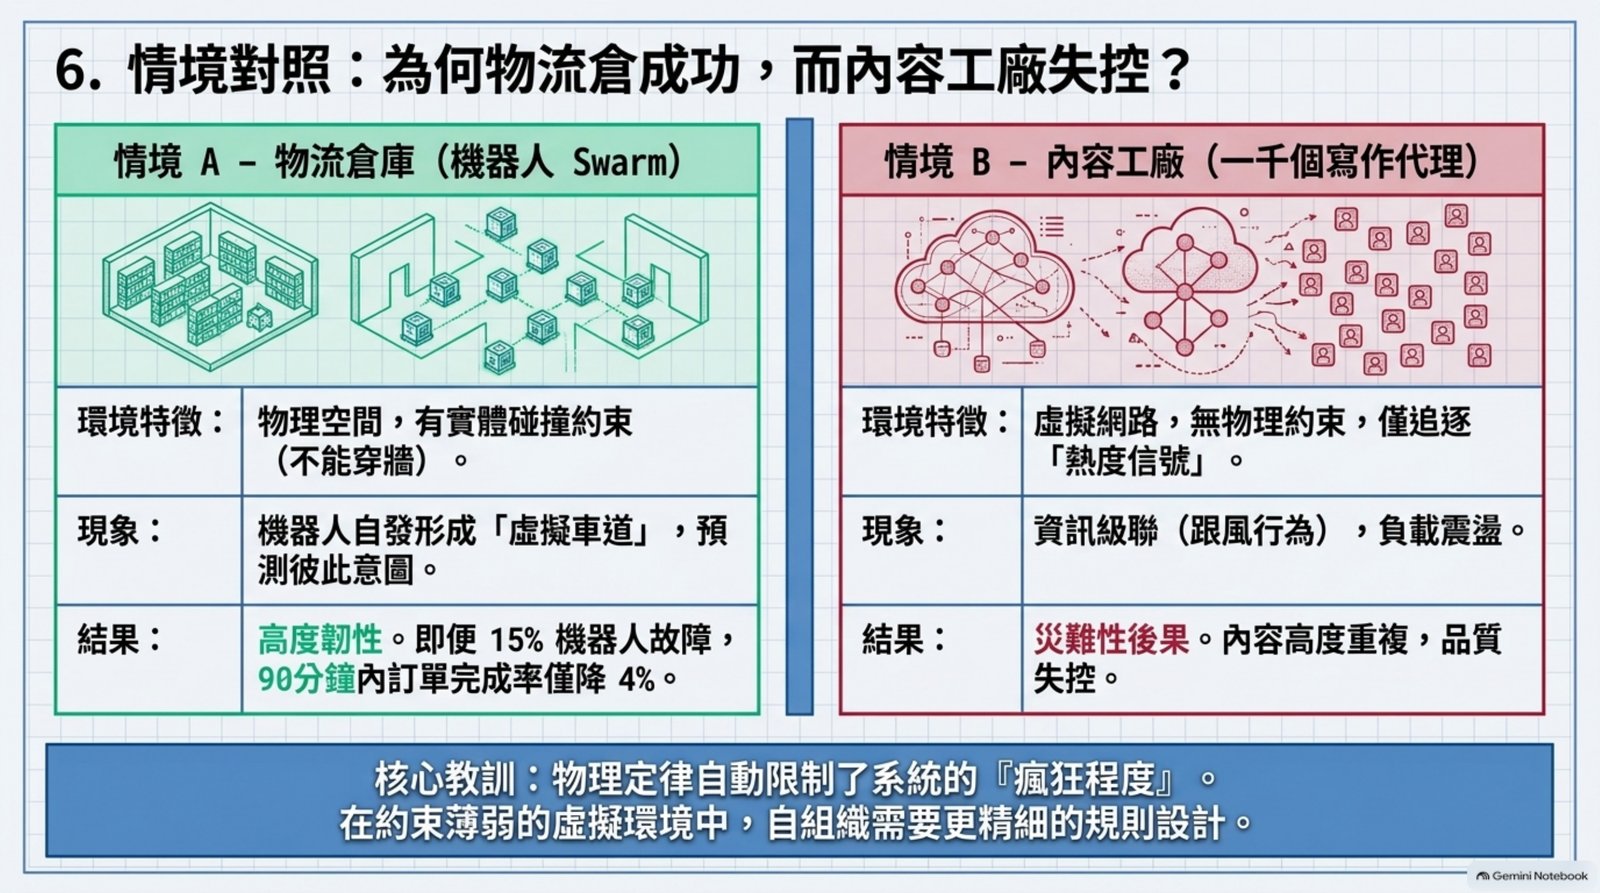 6. 情境對照：為何物流倉成功，而內容工廠失控？
情境 A – 物流倉庫（機器人 Swarm）
環境特徵：
物理空間，有實體碰撞約束
（不能穿牆）。
現象：
機器人自發形成「虛擬車道」，預
測彼此意圖。
結果：
高度韌性。即便 15% 機器人故障，
90分鐘內訂單完成率僅降 4%。
情境 B – 內容工廠（一千個寫作代理）
環境特徵：
虛擬網路，無物理約束，僅追逐
「熱度信號」。
現象：
資訊級聯（跟風行為），負載震盪。
結果：
災難性後果。內容高度重複，品質
失控。
核心教訓：物理定律自動限制了系統的『瘋狂程度』。
在約束薄弱的虛擬環境中，自組織需要更精細的規則設計。
Gemini Notebook